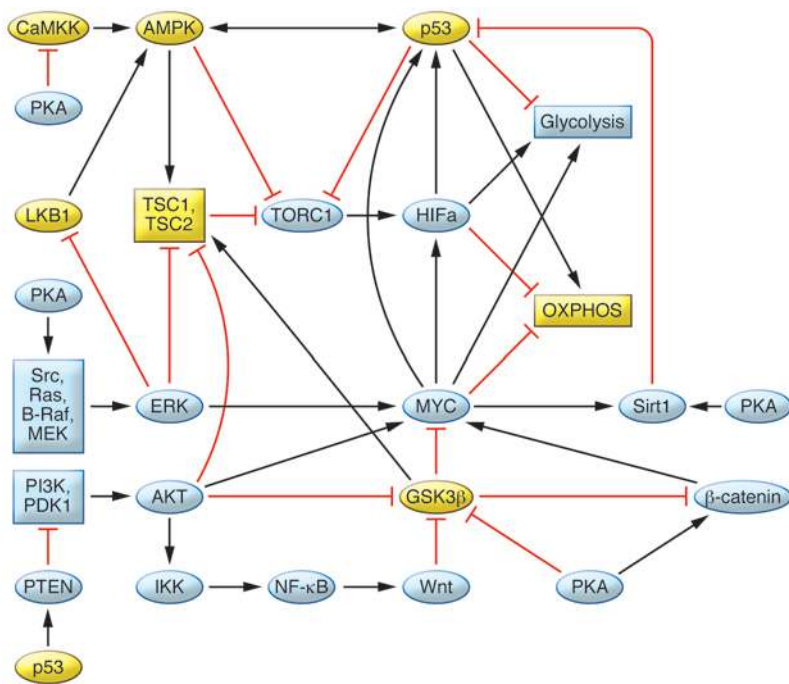 CaMKK
AMPK
p53
PKA
Glycolysis
LKB1
TSC1,
TSC2
TORC1
HIFa
PKA
OXPHOS
Src,
Ras,
B-Raf,
MEK
ERK
MYC
Sirt1
PKA
PI3K,
PDK1
AKT
GSK3β
β-catenin
PTEN
IKK
NF-κB
Wnt
PKA
p53